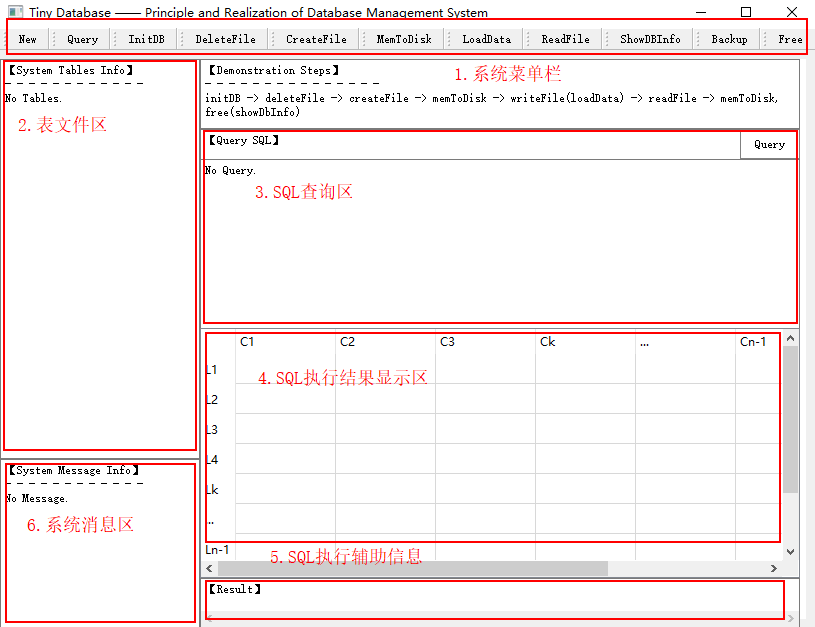 Tiny Database —— Principle and Realization of Database Management System
New Query InitDB DeleteFile CreateFile MemToDisk LoadData ReadFile ShowDBInfo Backup Free
【System Tables Info】
No Tables.
2.表文件区
【Demonstration Steps】
1.系统菜单栏
initDB -> deleteFile -> createFile -> memToDisk -> writeFile(loadData) -> readFile -> memToDisk,
free(showDbInfo)
【Query SQL】
Query
No Query.
3.SQL查询区
C1 C2 C3 Ck ... Cn-1
L1
4.SQL执行结果显示区
L2
L3
L4
Lk
...
Ln-1
5.SQL执行辅助信息
【System Message Info】
No Message.
6.系统消息区
【Result】